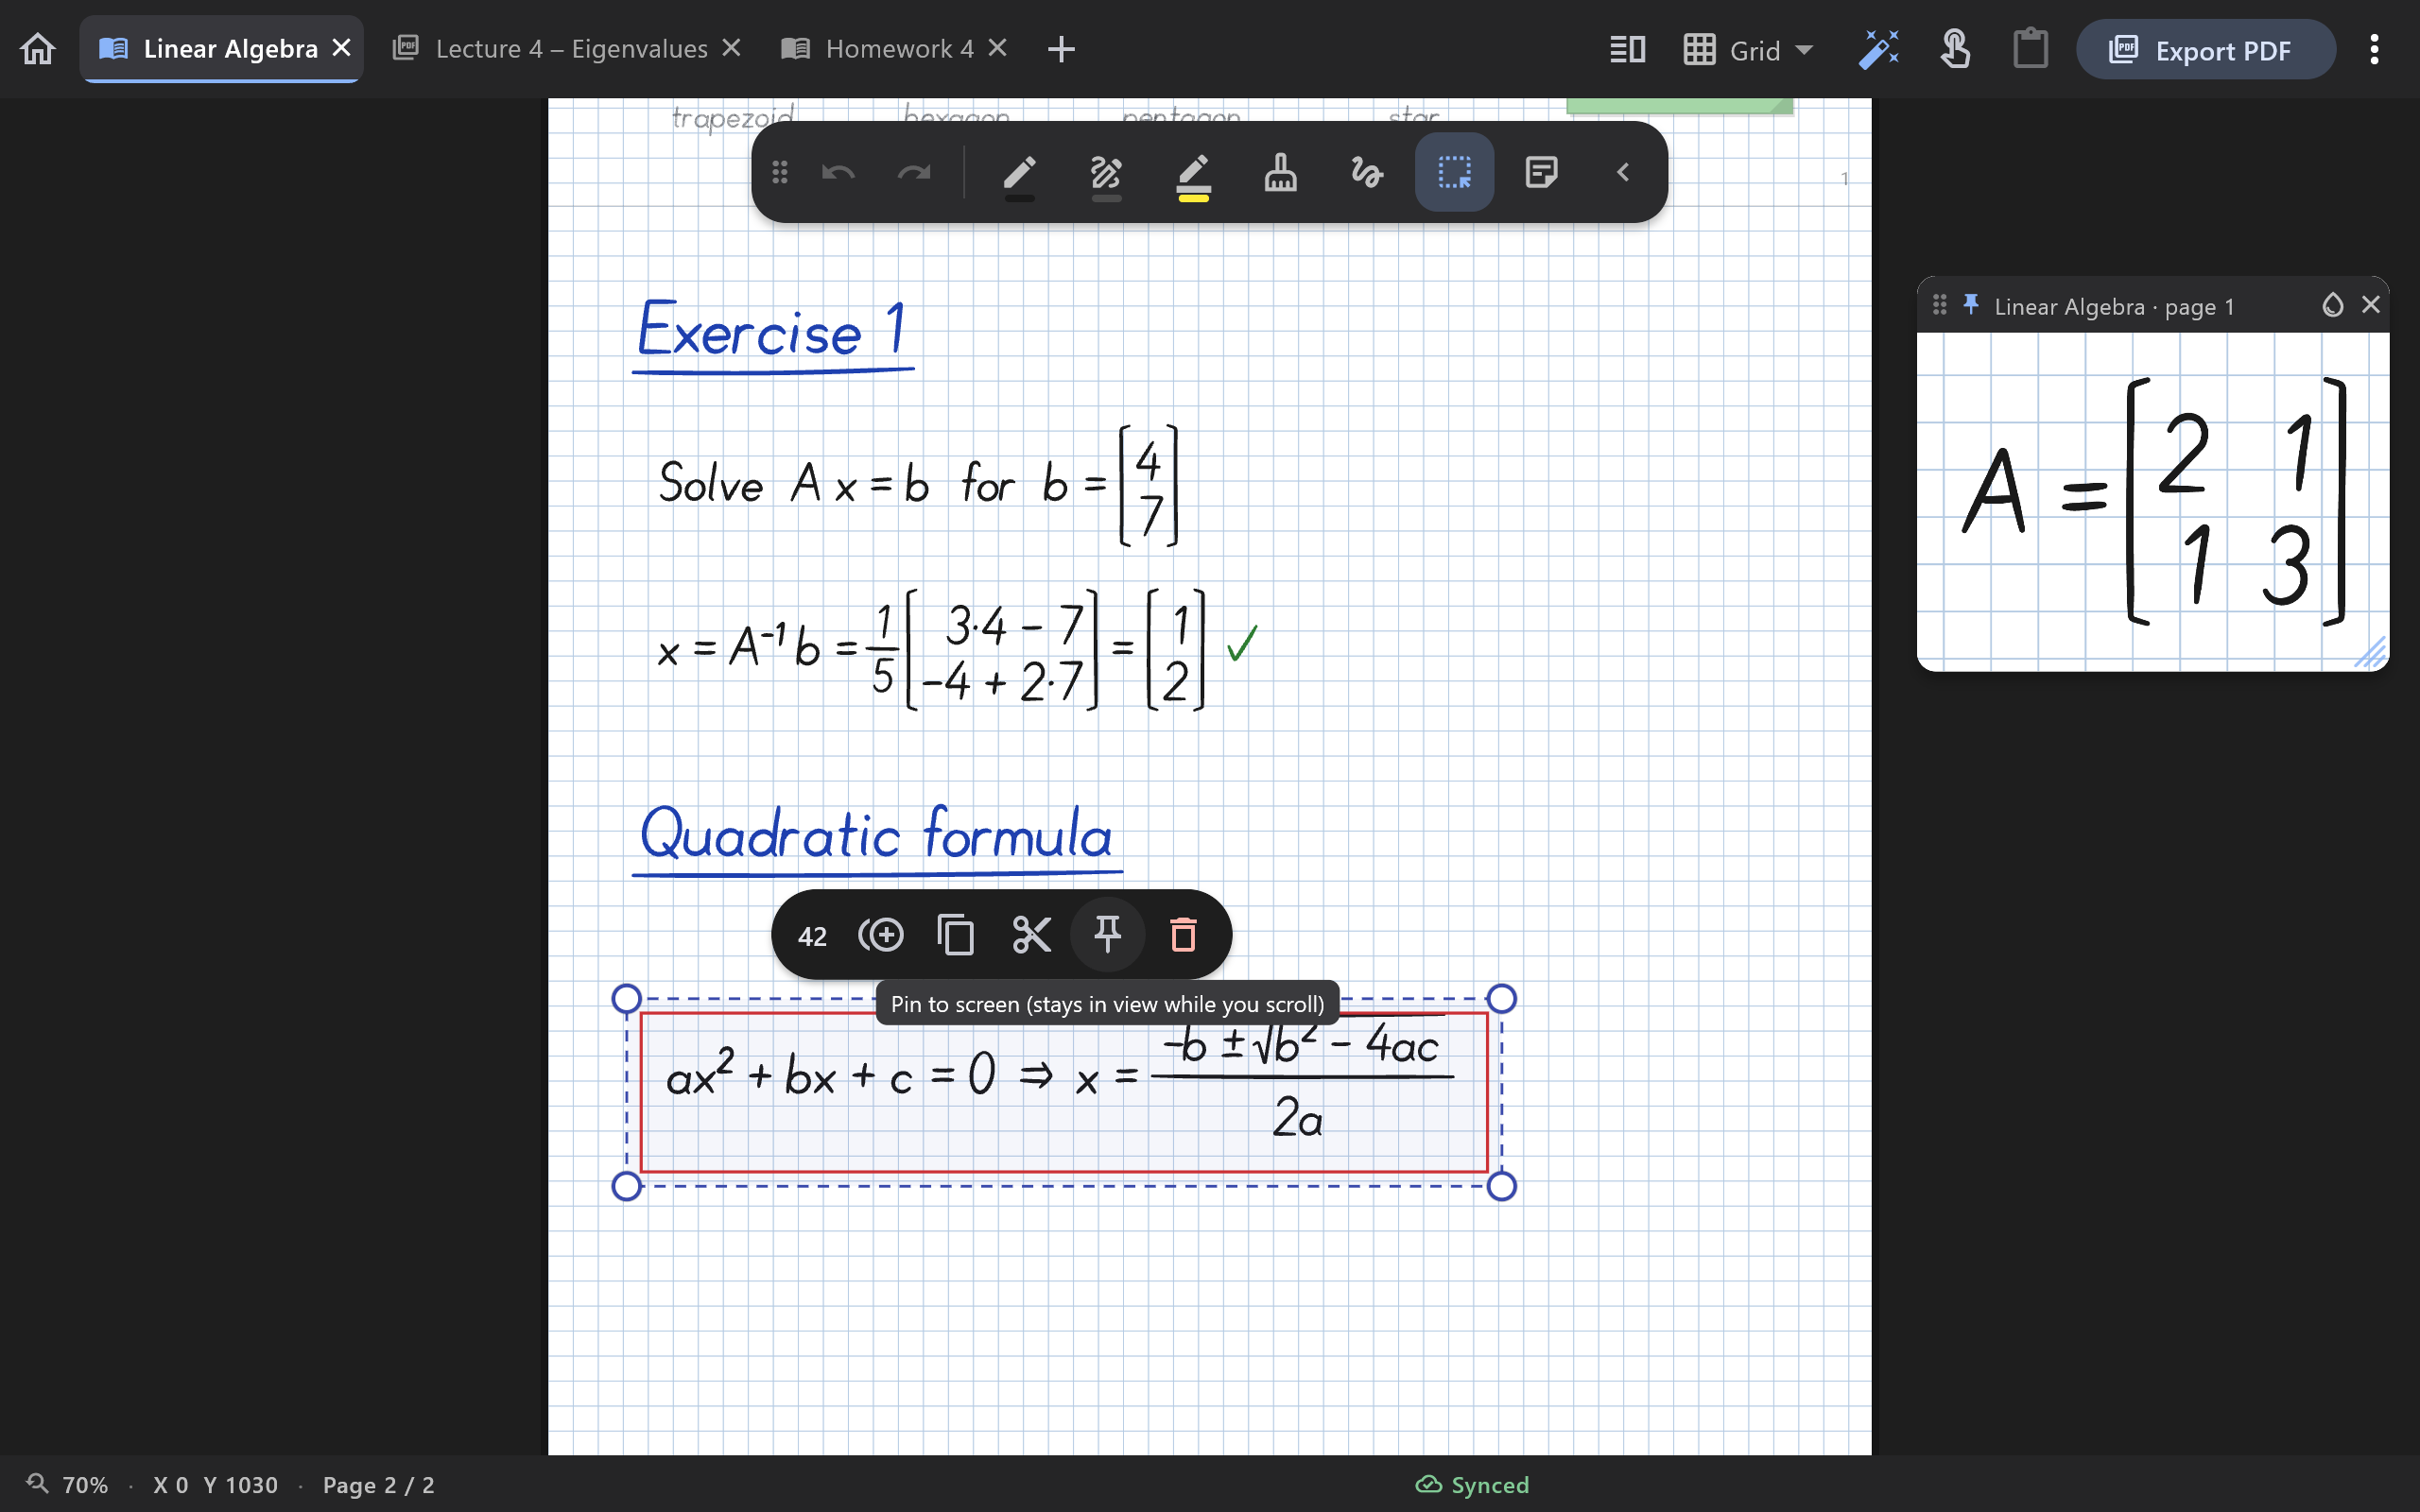 Linear Algebra
Lecture 4 – Eigenvalues
Homework 4
Grid
Export PDF
trapezoid hexagon pentagon star
1
Exercise 1
Solve A x = b for b = [4 7]
x = A⁻¹ b = 1/5 [3·4 − 7 −4 + 2·7] = [1 2] ✓
Linear Algebra · page 1
A = [2 1 1 3]
Quadratic formula
42
Pin to screen (stays in view while you scroll)
ax² + bx + c = 0 ⇒ x = -b ± √b² − 4ac
2a
70% · X 0 Y 1030 · Page 2 / 2
Synced